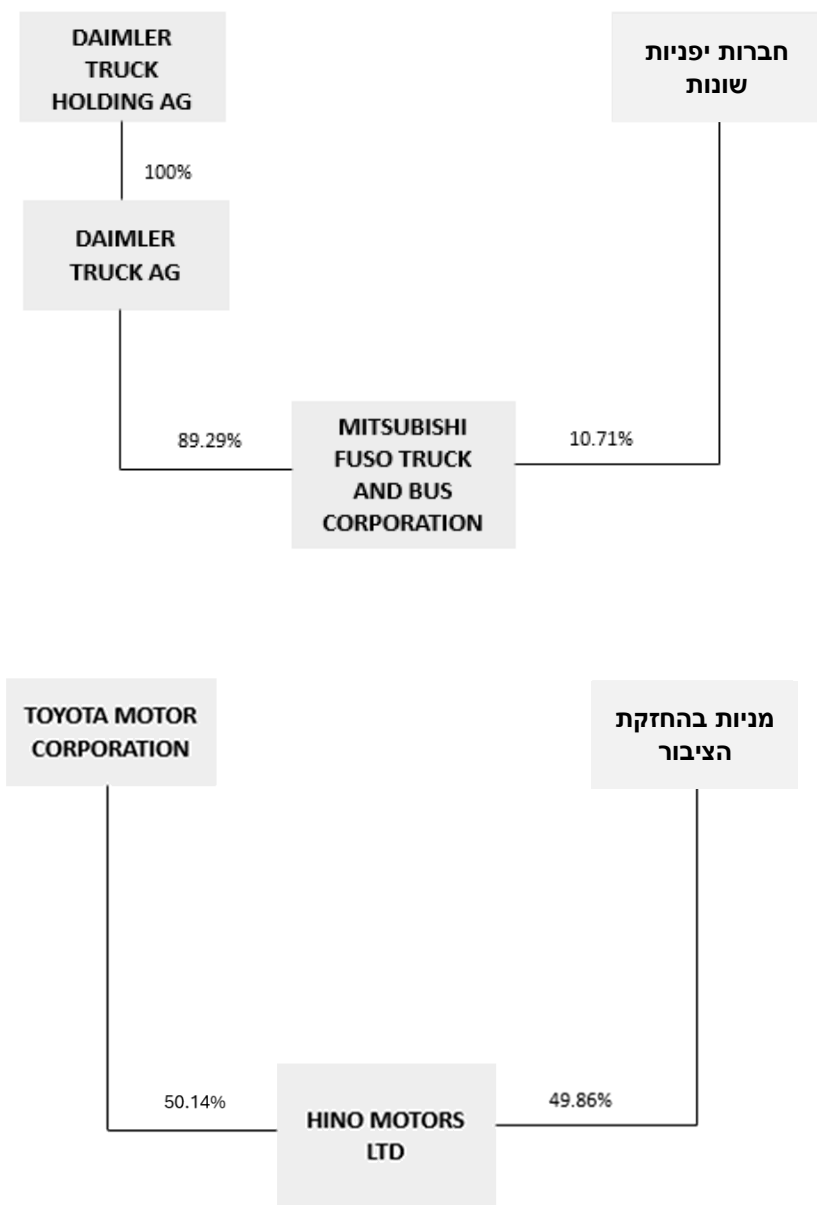 DAIMLER
TRUCK
HOLDING AG
חברות יפניות
שונות
100%
DAIMLER
TRUCK AG
89.29%
MITSUBISHI
FUSO TRUCK
AND BUS
CORPORATION
10.71%
TOYOTA MOTOR
CORPORATION
מניות בהחזקת
הציבור
50.14%
HINO MOTORS
LTD
49.86%